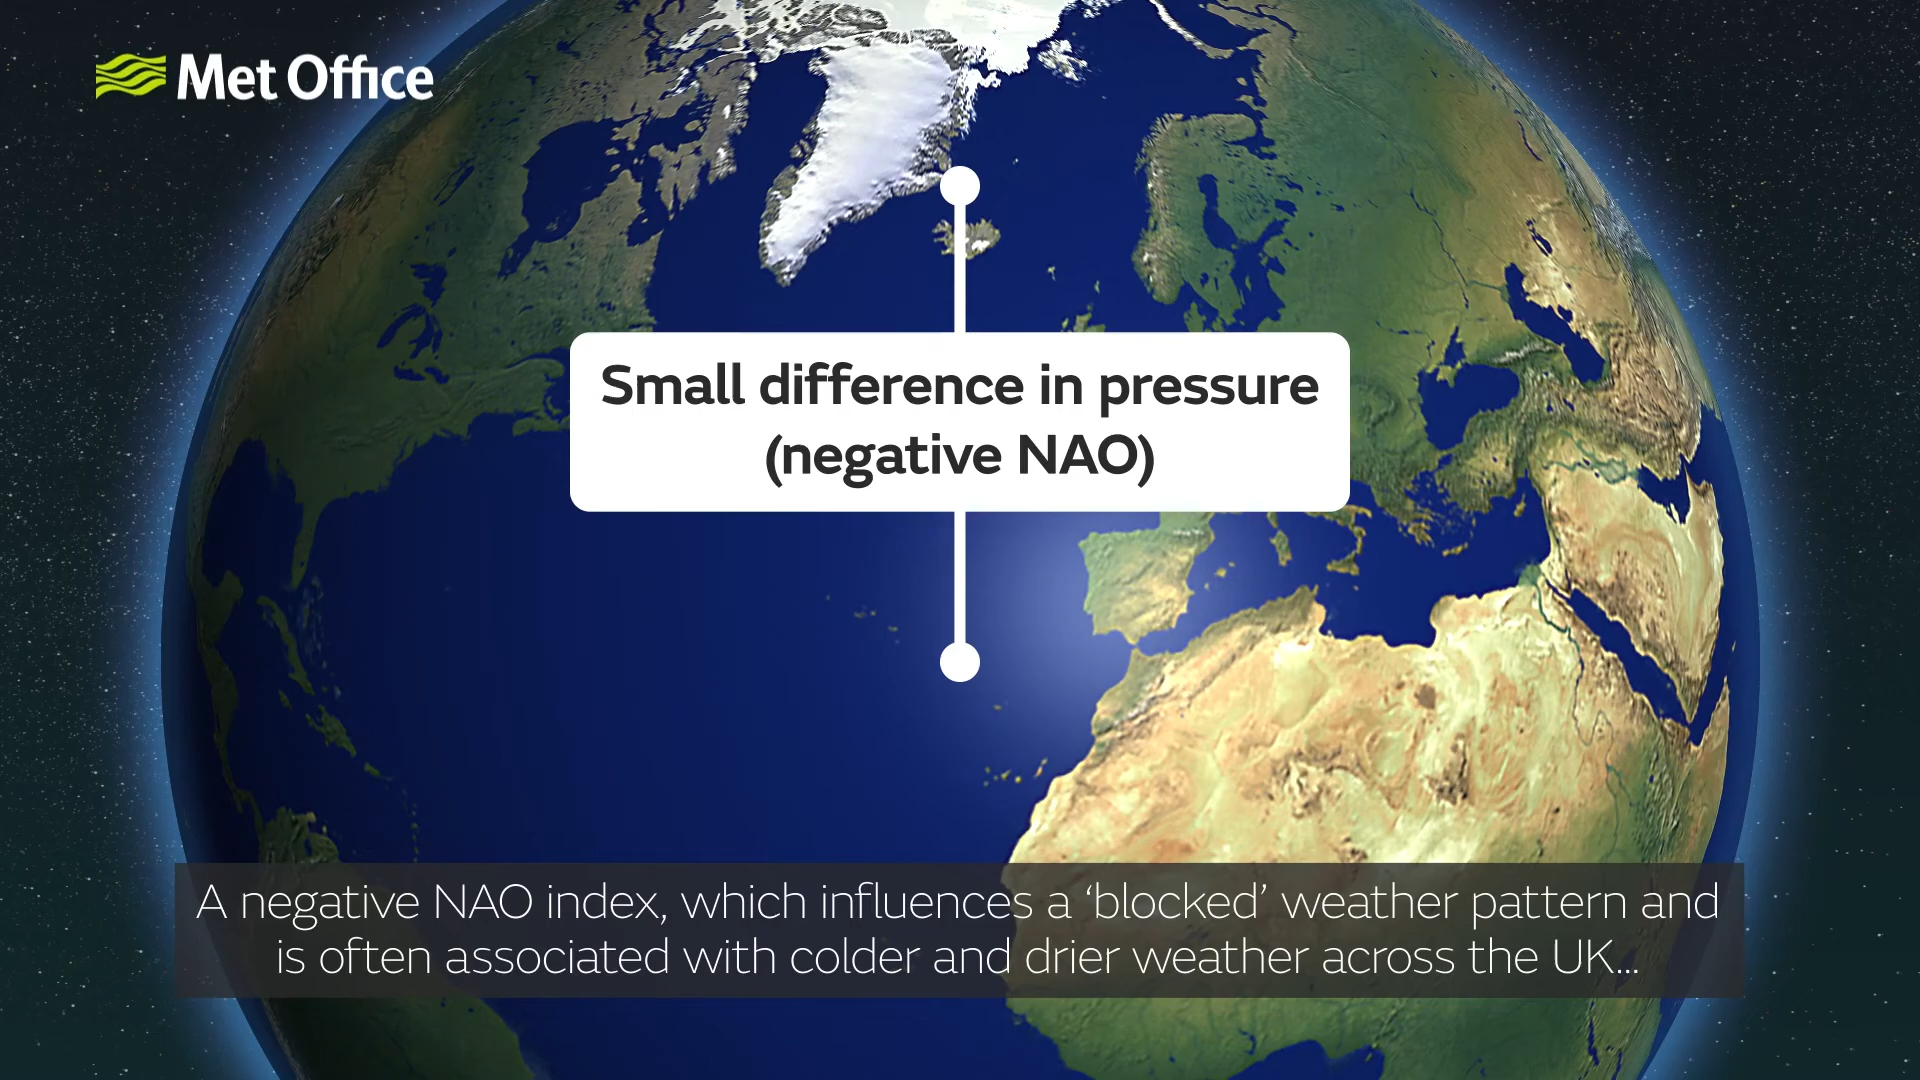 Met Office
Small difference in pressure
(negative NAO)
A negative NAO index, which influences a ‘blocked’ weather pattern and
is often associated with colder and drier weather across the UK...